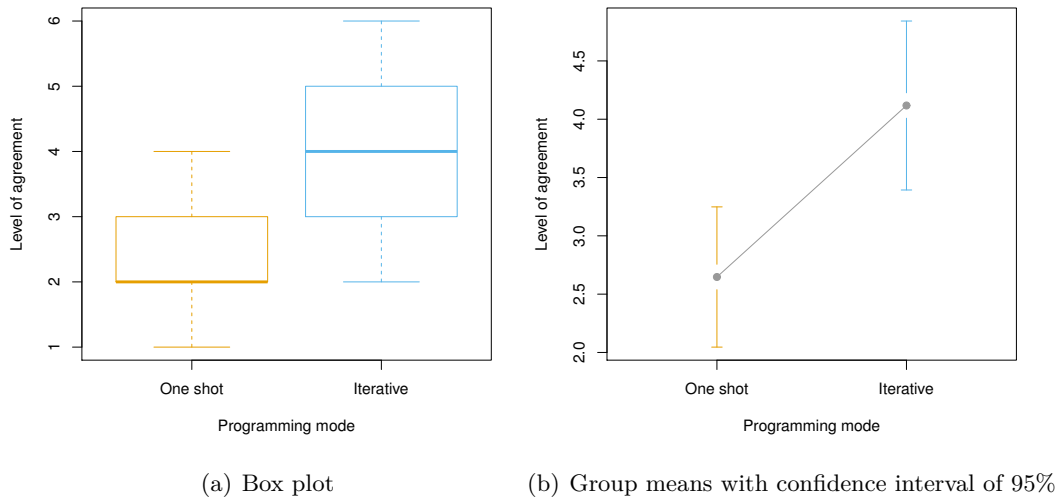 Level of agreement
6
5
4
3
2
1
One shot
Iterative
Programming mode
(a) Box plot
Level of agreement
4.5
4.0
3.5
3.0
2.5
2.0
One shot
Iterative
Programming mode
(b) Group means with confidence interval of 95%